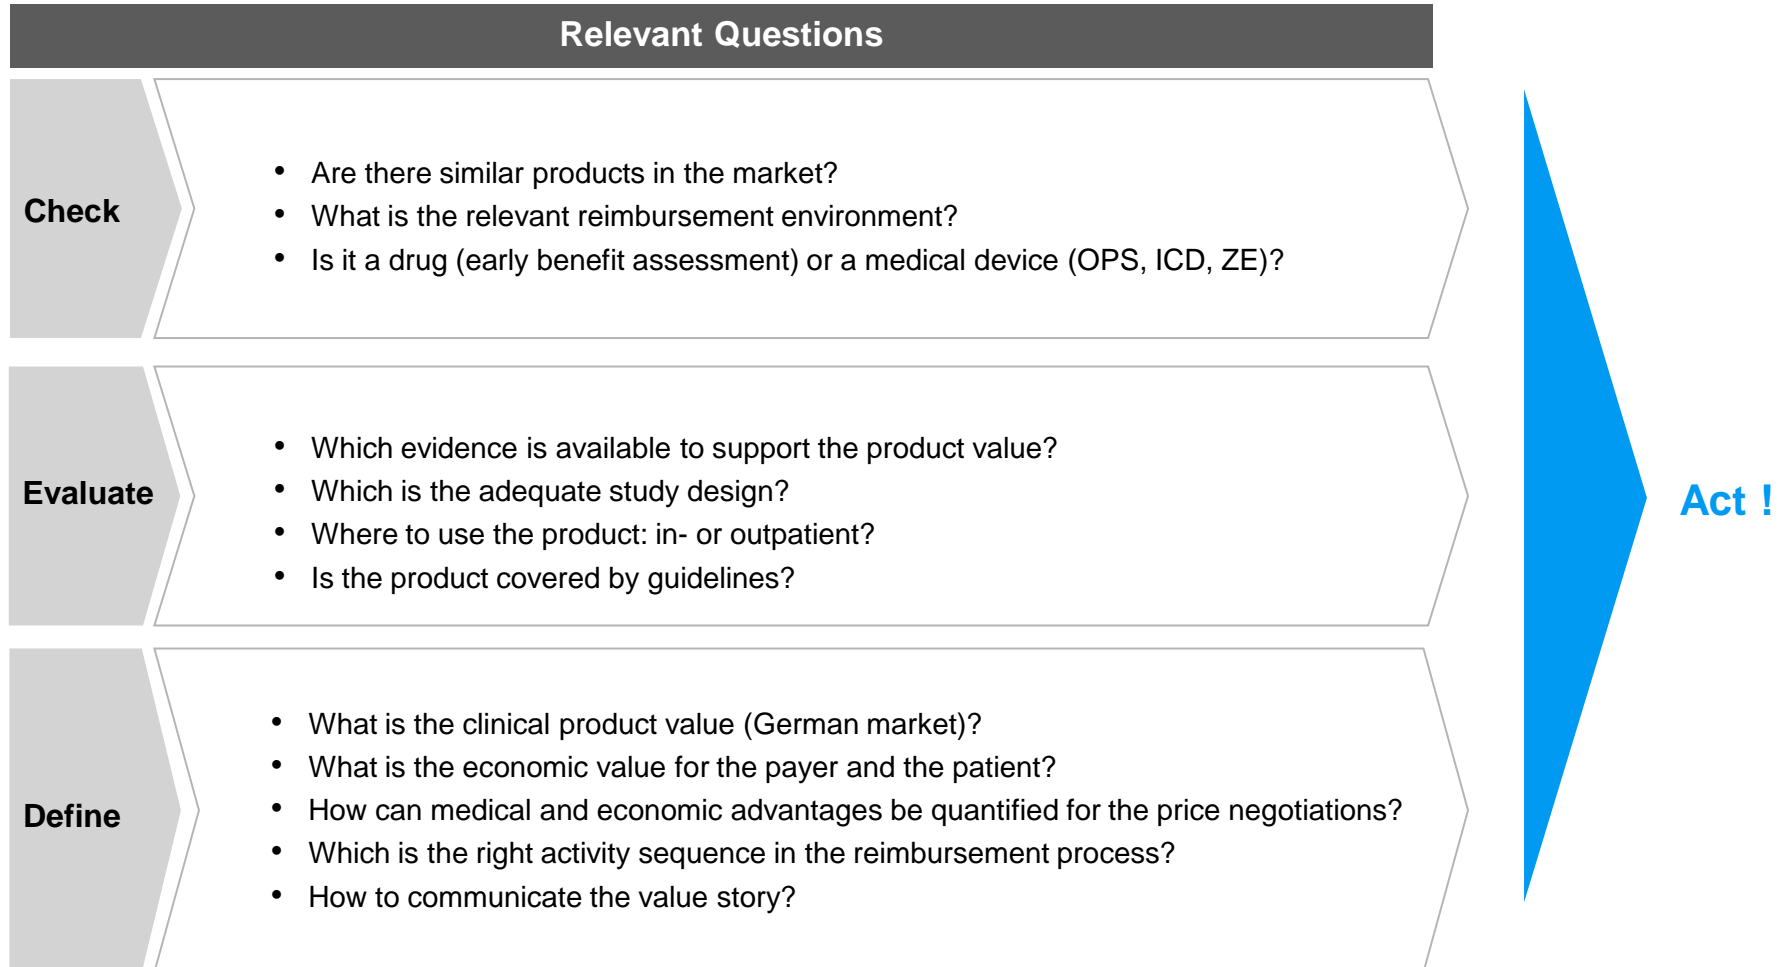 Relevant Questions
Check
• Are there similar products in the market?
• What is the relevant reimbursement environment?
• Is it a drug (early benefit assessment) or a medical device (OPS, ICD, ZE)?
Evaluate
• Which evidence is available to support the product value?
• Which is the adequate study design?
• Where to use the product: in- or outpatient?
• Is the product covered by guidelines?
Define
• What is the clinical product value (German market)?
• What is the economic value for the payer and the patient?
• How can medical and economic advantages be quantified for the price negotiations?
• Which is the right activity sequence in the reimbursement process?
• How to communicate the value story?
Act !